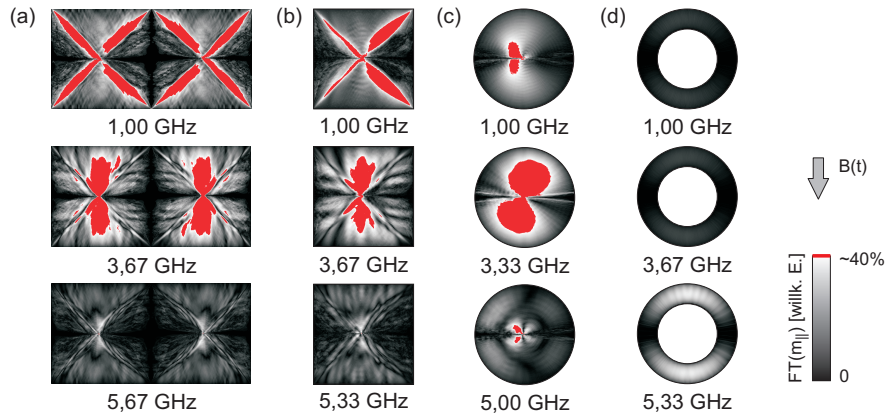 (a)
(b)
(c)
(d)
1,00 GHz
1,00 GHz
1,00 GHz
1,00 GHz
3,67 GHz
3,67 GHz
3,33 GHz
3,67 GHz
5,67 GHz
5,33 GHz
5,00 GHz
5,33 GHz
B(t)
FT(m||) [willk. E.]
~40%
0